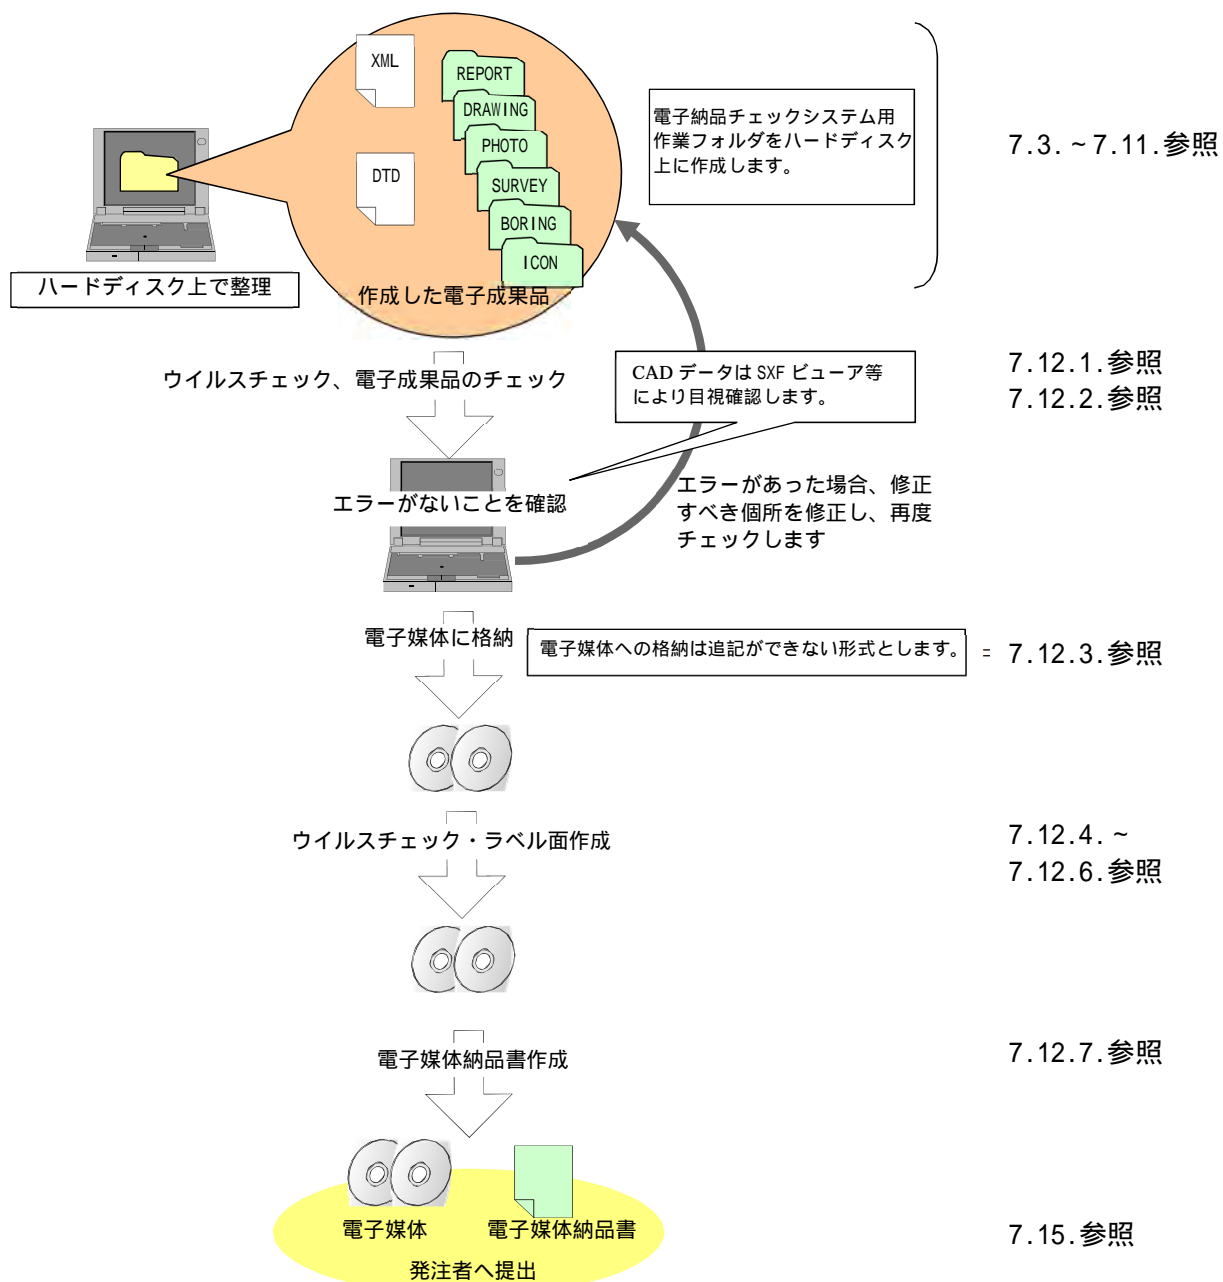 XML
REPORT
DRAWING
PHOTO
DTD
SURVEY
BORING
ICON
作成した電子成果品
ハードディスク上で整理
電子納品チェックシステム用
作業フォルダをハードディスク
上に作成します。
7.3.~7.11.参照
ウイルスチェック、電子成果品のチェック
CAD データは SXF ビューア等
により目視確認します。
7.12.1.参照
7.12.2.参照
エラーがないことを確認
エラーがあった場合、修正
すべき個所を修正し、再度
チェックします
電子媒体に格納
電子媒体への格納は追記ができない形式とします。
7.12.3.参照
ウイルスチェック・ラベル面作成
7.12.4.~
7.12.6.参照
電子媒体納品書作成
7.12.7.参照
電子媒体
電子媒体納品書
発注者へ提出
7.15.参照